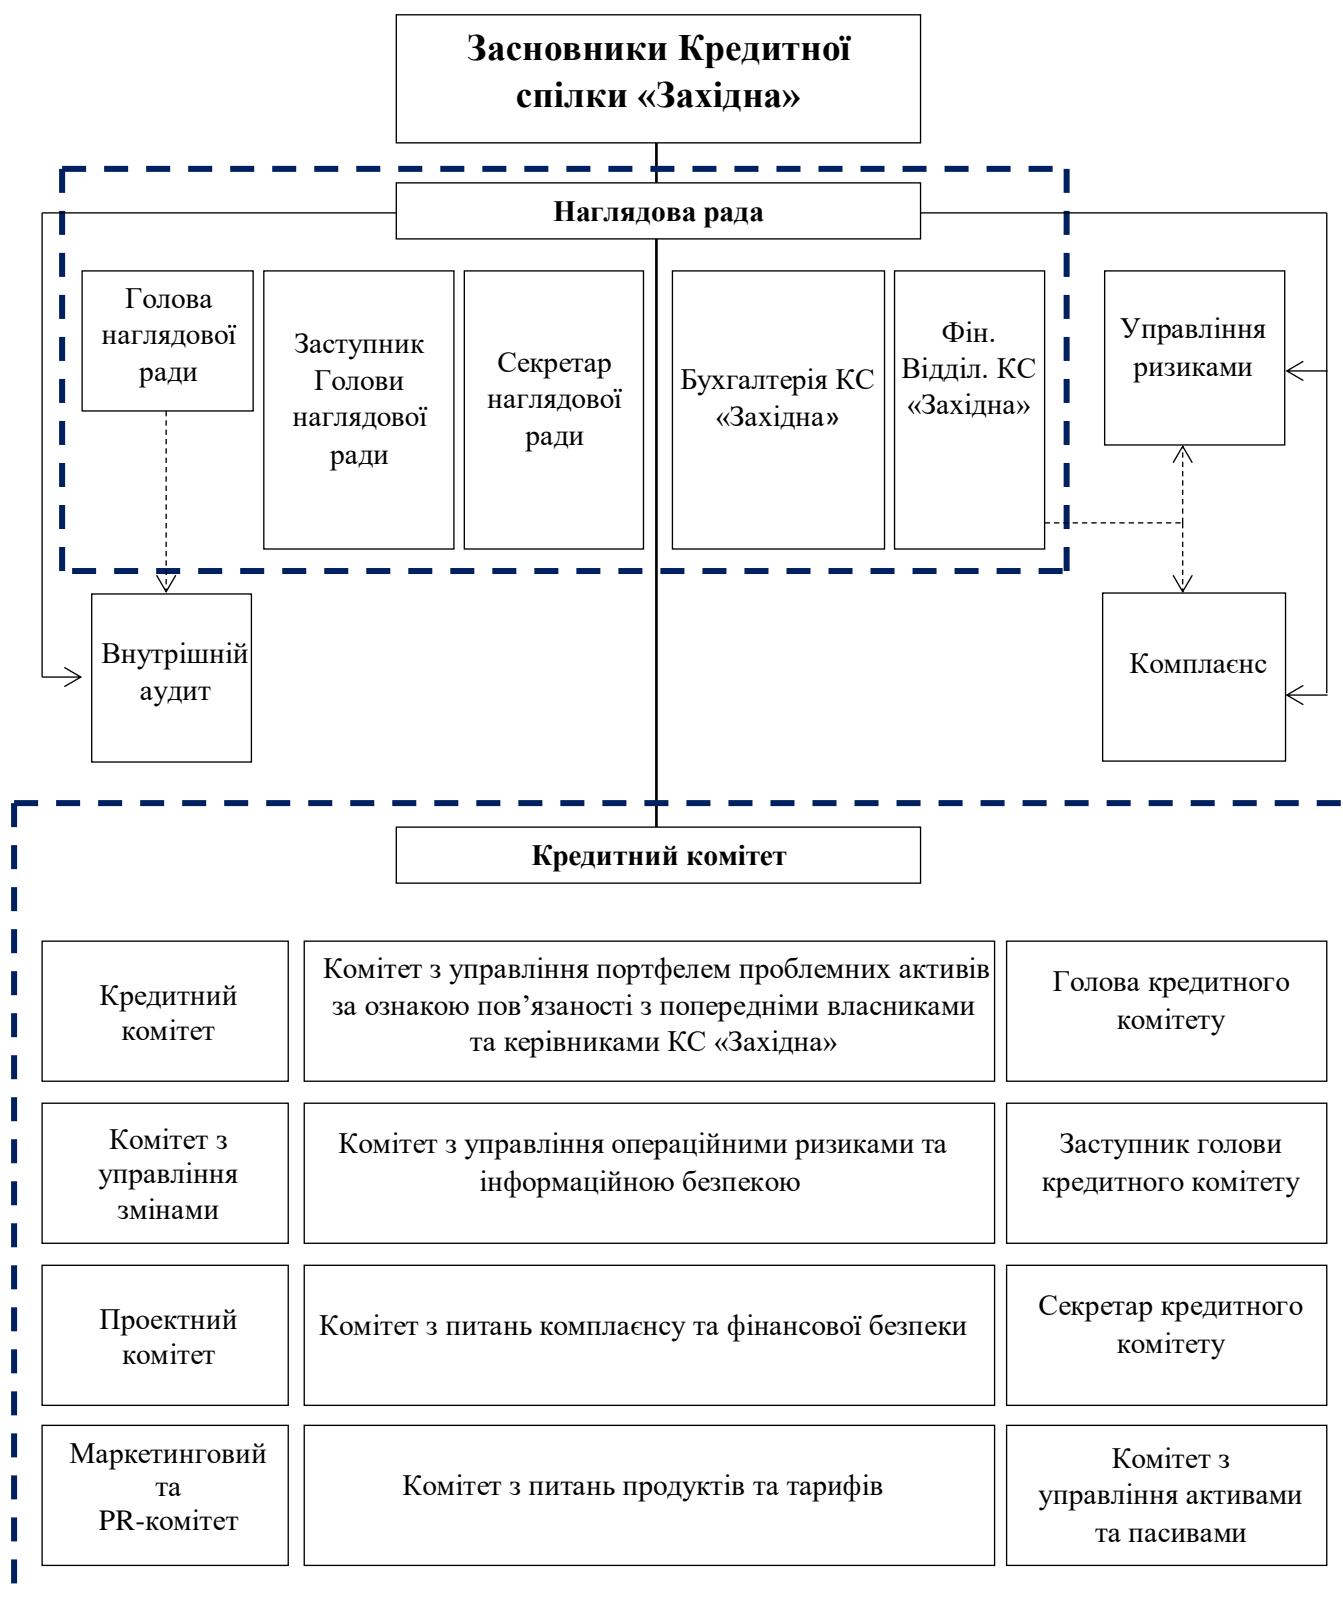 Засновники Кредитної
спілки «Західна»
Наглядова рада
Голова
наглядової
ради
Заступник
Голови
наглядової
ради
Секретар
наглядової
ради
Бухгалтерія КС
«Західна»
Фін.
Відділ. КС
«Західна»
Управління
ризиками
Внутрішній
аудит
Комплаєнс
Кредитний комітет
Кредитний
комітет
Комітет з управління портфелем проблемних активів
за ознакою пов’язаності з попередніми власниками
та керівниками КС «Західна»
Голова кредитного
комітету
Комітет з
управління
змінами
Комітет з управління операційними ризиками та
інформаційною безпекою
Заступник голови
кредитного комітету
Проектний
комітет
Комітет з питань комплаєнсу та фінансової безпеки
Секретар кредитного
комітету
Маркетинговий
та
PR-комітет
Комітет з питань продуктів та тарифів
Комітет з
управління активами
та пасивами